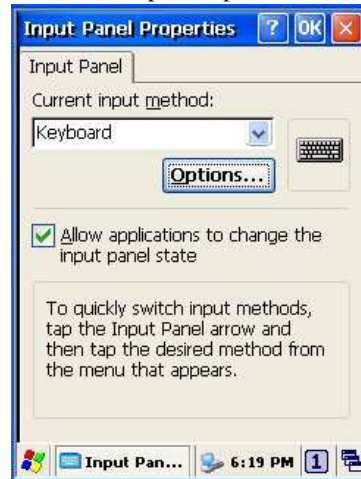 Input Panel Properties ? OK ×
Input Panel
Current input method:
Keyboard
Options...
Allow applications to change the
input panel state
To quickly switch input methods,
tap the Input Panel arrow and
then tap the desired method from
the menu that appears.
Input Pan... 6:19 PM 1